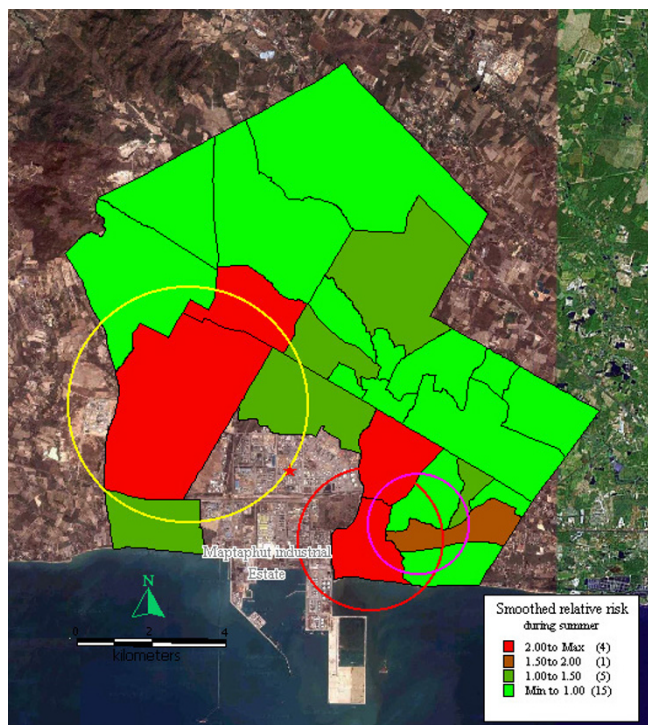 Maptaphut industrial
Estate
N
0 2 4
kilometers
Smoothed relative risk
during summer
2.00to Max (4)
1.50to 2.00 (1)
1.00to 1.50 (5)
Min to 1.00 (15)